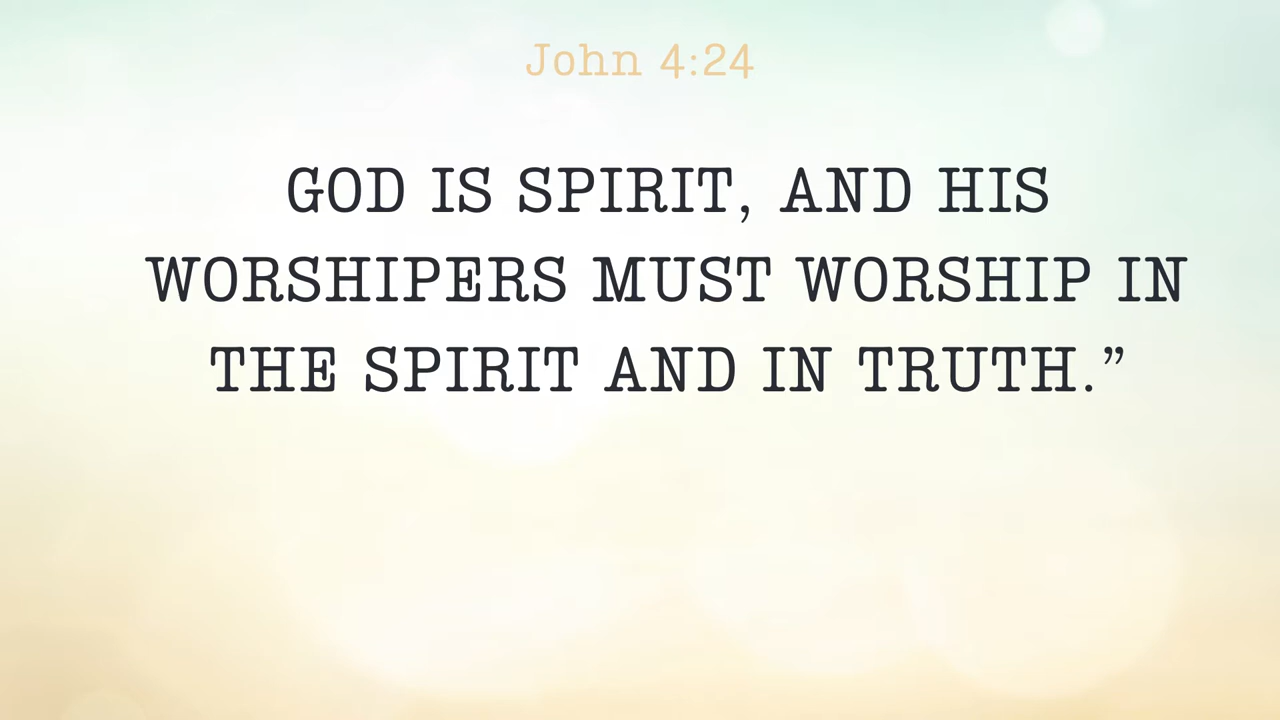 John 4:24
GOD IS SPIRIT, AND HIS
WORSHIPERS MUST WORSHIP IN
THE SPIRIT AND IN TRUTH.”